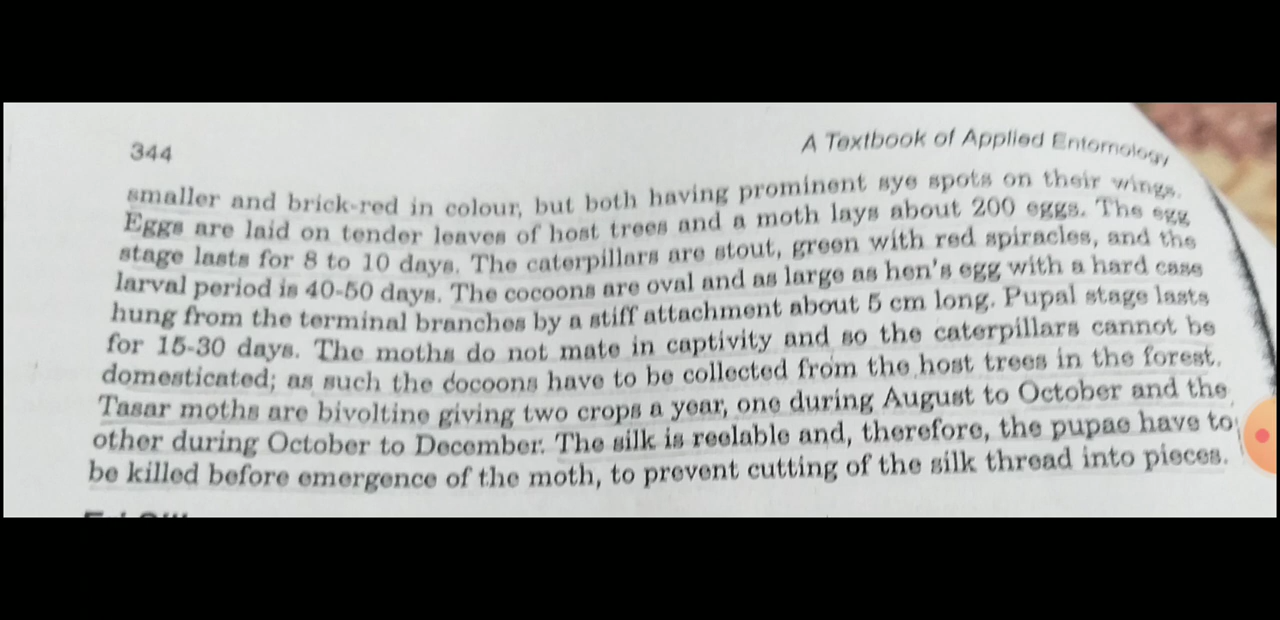 344
A Textbook of Applied Entomology
smaller and brick-red in colour, but both having prominent eye spots on their wings.
Eggs are laid on tender leaves of host trees and a moth lays about 200 eggs. The egg
stage lasts for 8 to 10 days. The caterpillars are stout, green with red spiracles, and the
larval period is 40-50 days. The cocoons are oval and as large as hen's egg with a hard case
hung from the terminal branches by a stiff attachment about 5 cm long. Pupal stage lasts
for 15-30 days. The moths do not mate in captivity and so the caterpillars cannot be
domesticated; as such the cocoons have to be collected from the host trees in the forest.
Tasar moths are bivoltine giving two crops a year, one during August to October and the
other during October to December. The silk is reelable and, therefore, the pupae have to
be killed before emergence of the moth, to prevent cutting of the silk thread into pieces.